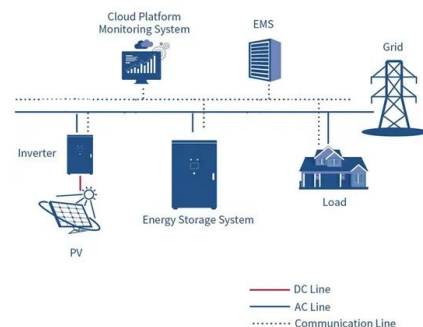 Cloud Platform
Monitoring System
EMS
Grid
Inverter
Energy Storage System
Load
PV
DC Line
AC Line
Communication Line